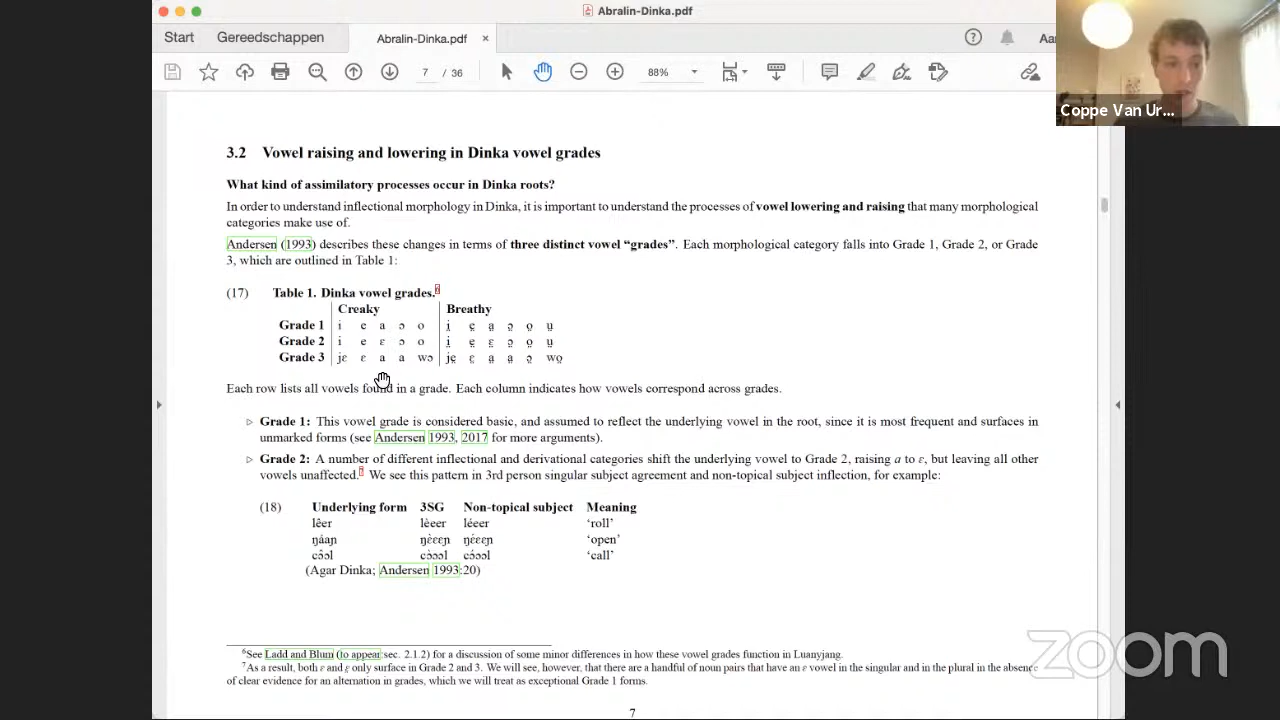 Abralin-Dinka.pdf
Start Gereedschappen Abralin-Dinka.pdf ×
7 / 36 88%
Coppe Van Ur...
3.2 Vowel raising and lowering in Dinka vowel grades
What kind of assimilatory processes occur in Dinka roots?
In order to understand inflectional morphology in Dinka, it is important to understand the processes of vowel lowering and raising that many morphological
categories make use of.
Andersen (1993) describes these changes in terms of three distinct vowel “grades”. Each morphological category falls into Grade 1, Grade 2, or Grade
3, which are outlined in Table 1:
(17) Table 1. Dinka vowel grades.6
Creaky Breathy
Grade 1 i e a ɔ o i̤ e̤ a̤ ɔ̤ o̤ ṳ
Grade 2 i e ɛ ɔ o i̤ e̤ ɛ̤ ɔ̤ o̤ ṳ
Grade 3 jɛ ɛ a a wɔ je̤ ɛ̤ a̤ a̤ ɔ̤ wo̤
Each row lists all vowels found in a grade. Each column indicates how vowels correspond across grades.
▷ Grade 1: This vowel grade is considered basic, and assumed to reflect the underlying vowel in the root, since it is most frequent and surfaces in
unmarked forms (see Andersen 1993, 2017 for more arguments).
▷ Grade 2: A number of different inflectional and derivational categories shift the underlying vowel to Grade 2, raising a to ɛ, but leaving all other
vowels unaffected.7 We see this pattern in 3rd person singular subject agreement and non-topical subject inflection, for example:
(18) Underlying form 3SG Non-topical subject Meaning
lêer lèeer léeer ‘roll’
‘open’
‘call’
(Agar Dinka; Andersen 1993:20)
6See Ladd and Blum (to appear:sec. 2.1.2) for a discussion of some minor differences in how these vowel grades function in Luanyjang.
7As a result, both ɛ and ɛ̤ only surface in Grade 2 and 3. We will see, however, that there are a handful of noun pairs that have an ɛ vowel in the singular and in the plural in the absence
of clear evidence for an alternation in grades, which we will treat as exceptional Grade 1 forms.
7
zoom